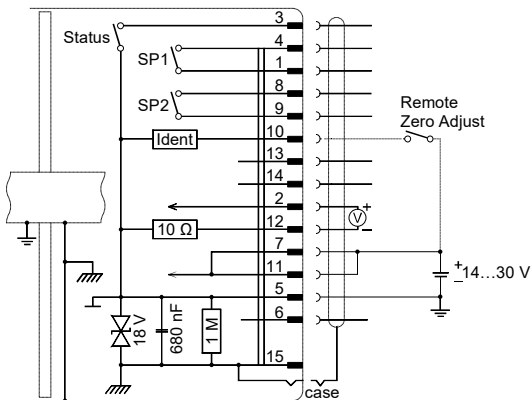 3
Status
4
SP1
1
8
SP2
9
Remote
Zero Adjust
Ident
10
13
14
2
+
V
–
10 Ω
12
7
11
+
–
14...30 V
5
18 V
680 nF
1 M
6
15
case